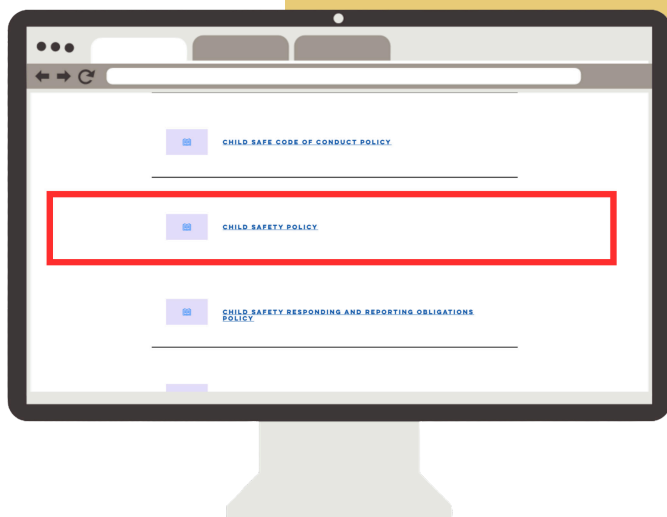 CHILD SAFE CODE OF CONDUCT POLICY
CHILD SAFETY POLICY
CHILD SAFETY RESPONDING AND REPORTING OBLIGATIONS
POLICY